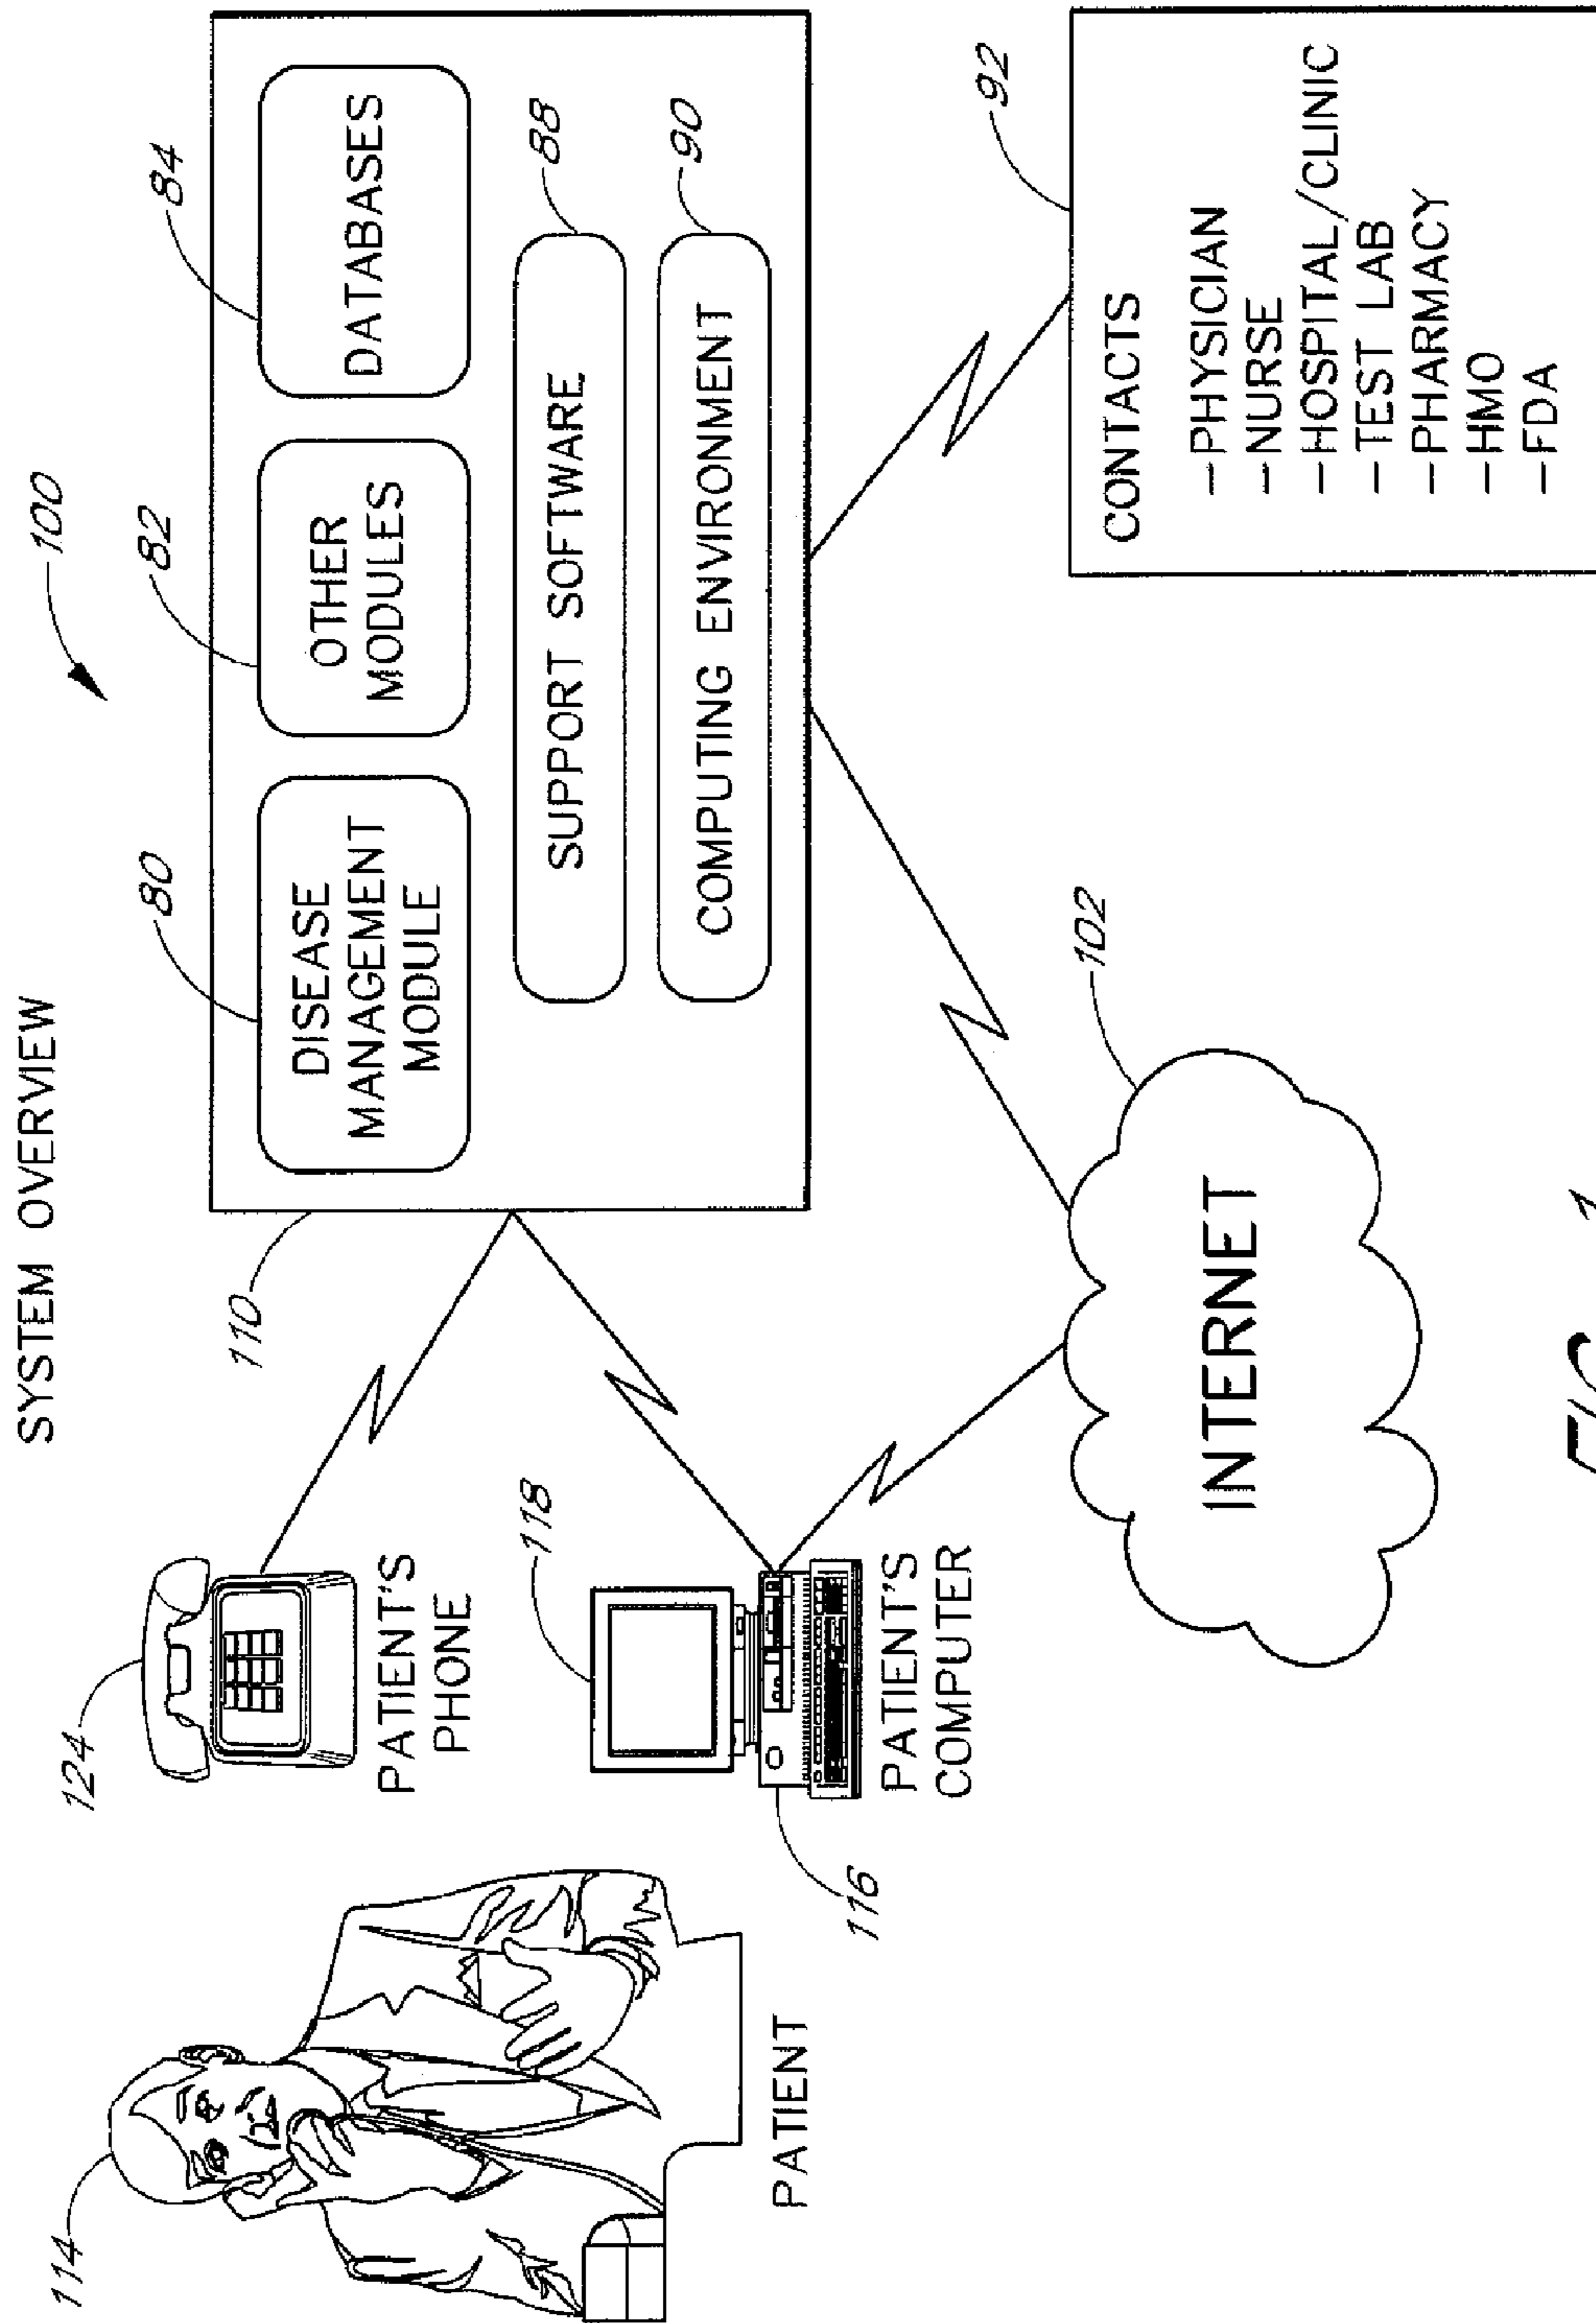 SYSTEM OVERVIEW
100
114
PATIENT
124
PATIENT'S
PHONE
118
116
PATIENT'S
COMPUTER
110
80
DISEASE
MANAGEMENT
MODULE
82
OTHER
MODULES
84
DATABASES
88
SUPPORT SOFTWARE
90
COMPUTING ENVIRONMENT
102
INTERNET
92
CONTACTS
-PHYSICIAN
-NURSE
-HOSPITAL/CLINIC
-TEST LAB
-PHARMACY
-HMO
-FDA